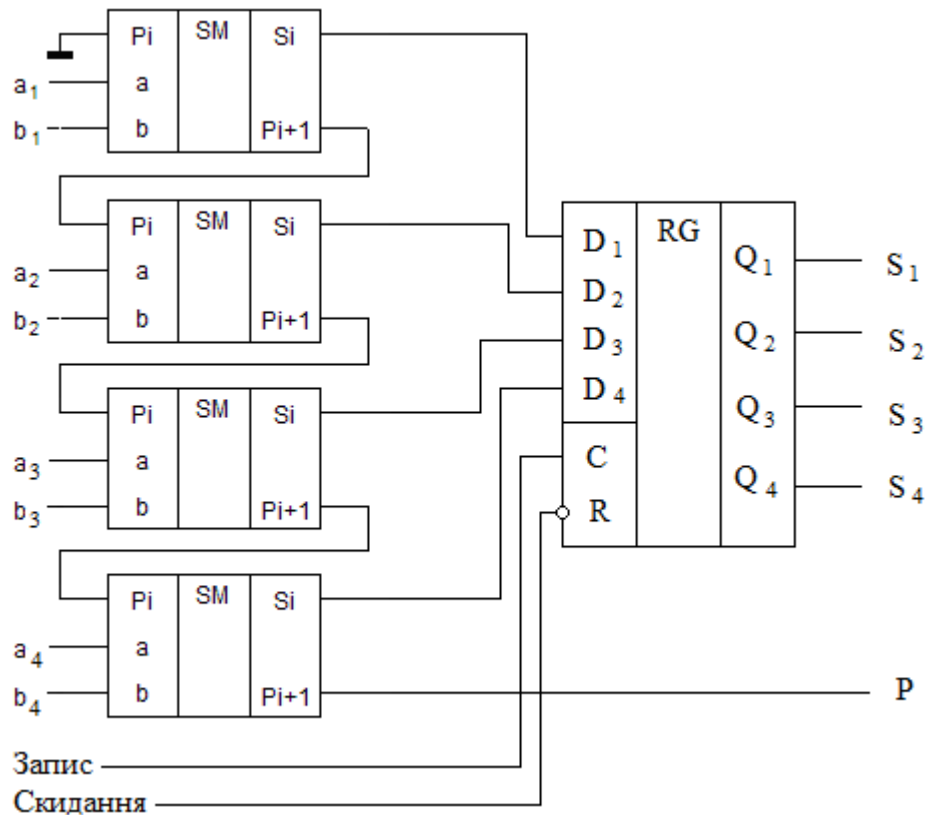 Pi SM Si
a₁ a
b₁ b Pi+1
Pi SM Si
a₂ a
b₂ b Pi+1
Pi SM Si
a₃ a
b₃ b Pi+1
Pi SM Si
a₄ a
b₄ b Pi+1
D₁ RG Q₁ S₁
D₂ Q₂ S₂
D₃ Q₃ S₃
D₄ Q₄ S₄
C
R
P
Запис
Скидання